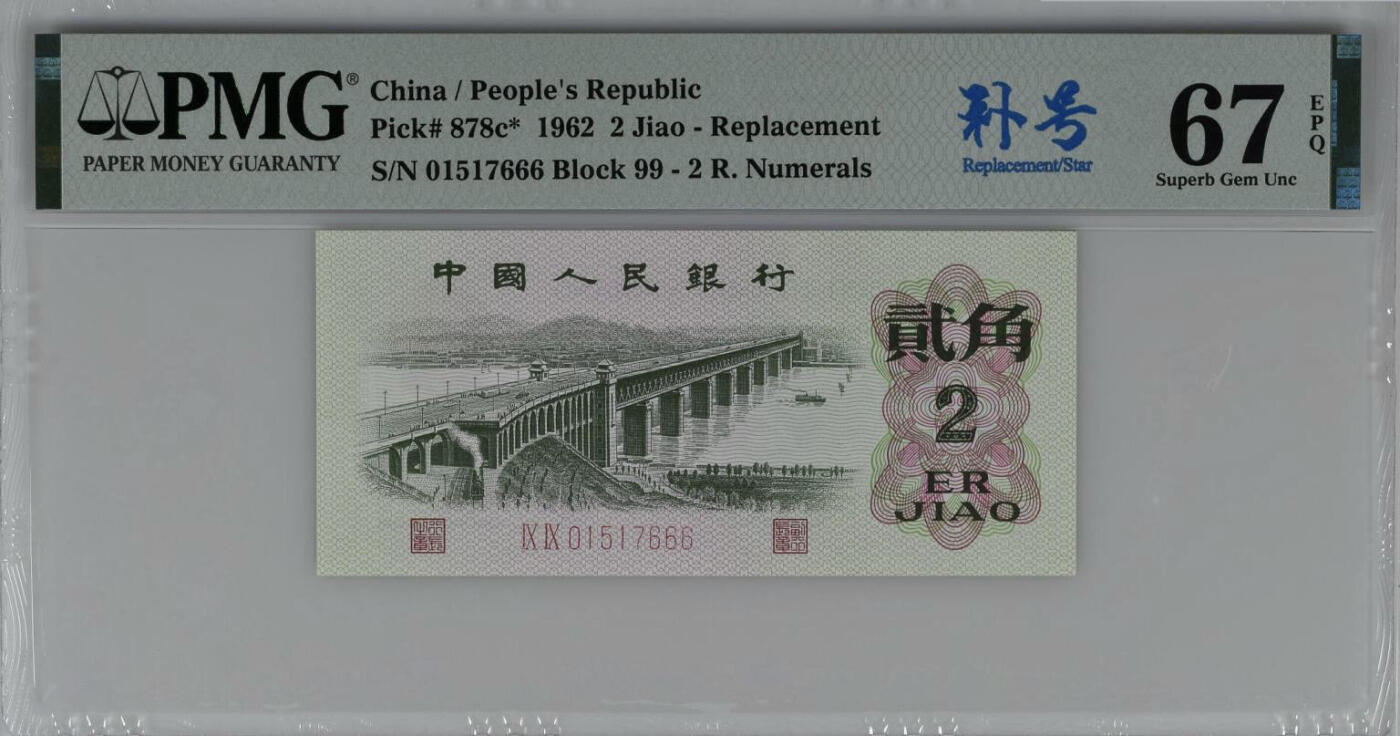 PMG®
PAPER MONEY GUARANTY
China / People's Republic
Pick# 878c* 1962 2 Jiao - Replacement
S/N 01517666 Block 99 - 2 R. Numerals
补号
Replacement/Star
67
EPQ
Superb Gem Unc
中國人民銀行
貳角
2
ER
JIAO
ⅨⅨ 01517666